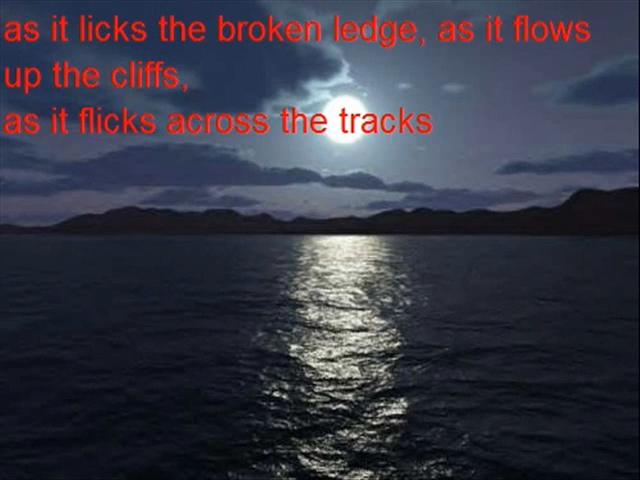 as it licks the broken ledge, as it flows
up the cliffs,
as it flicks across the tracks